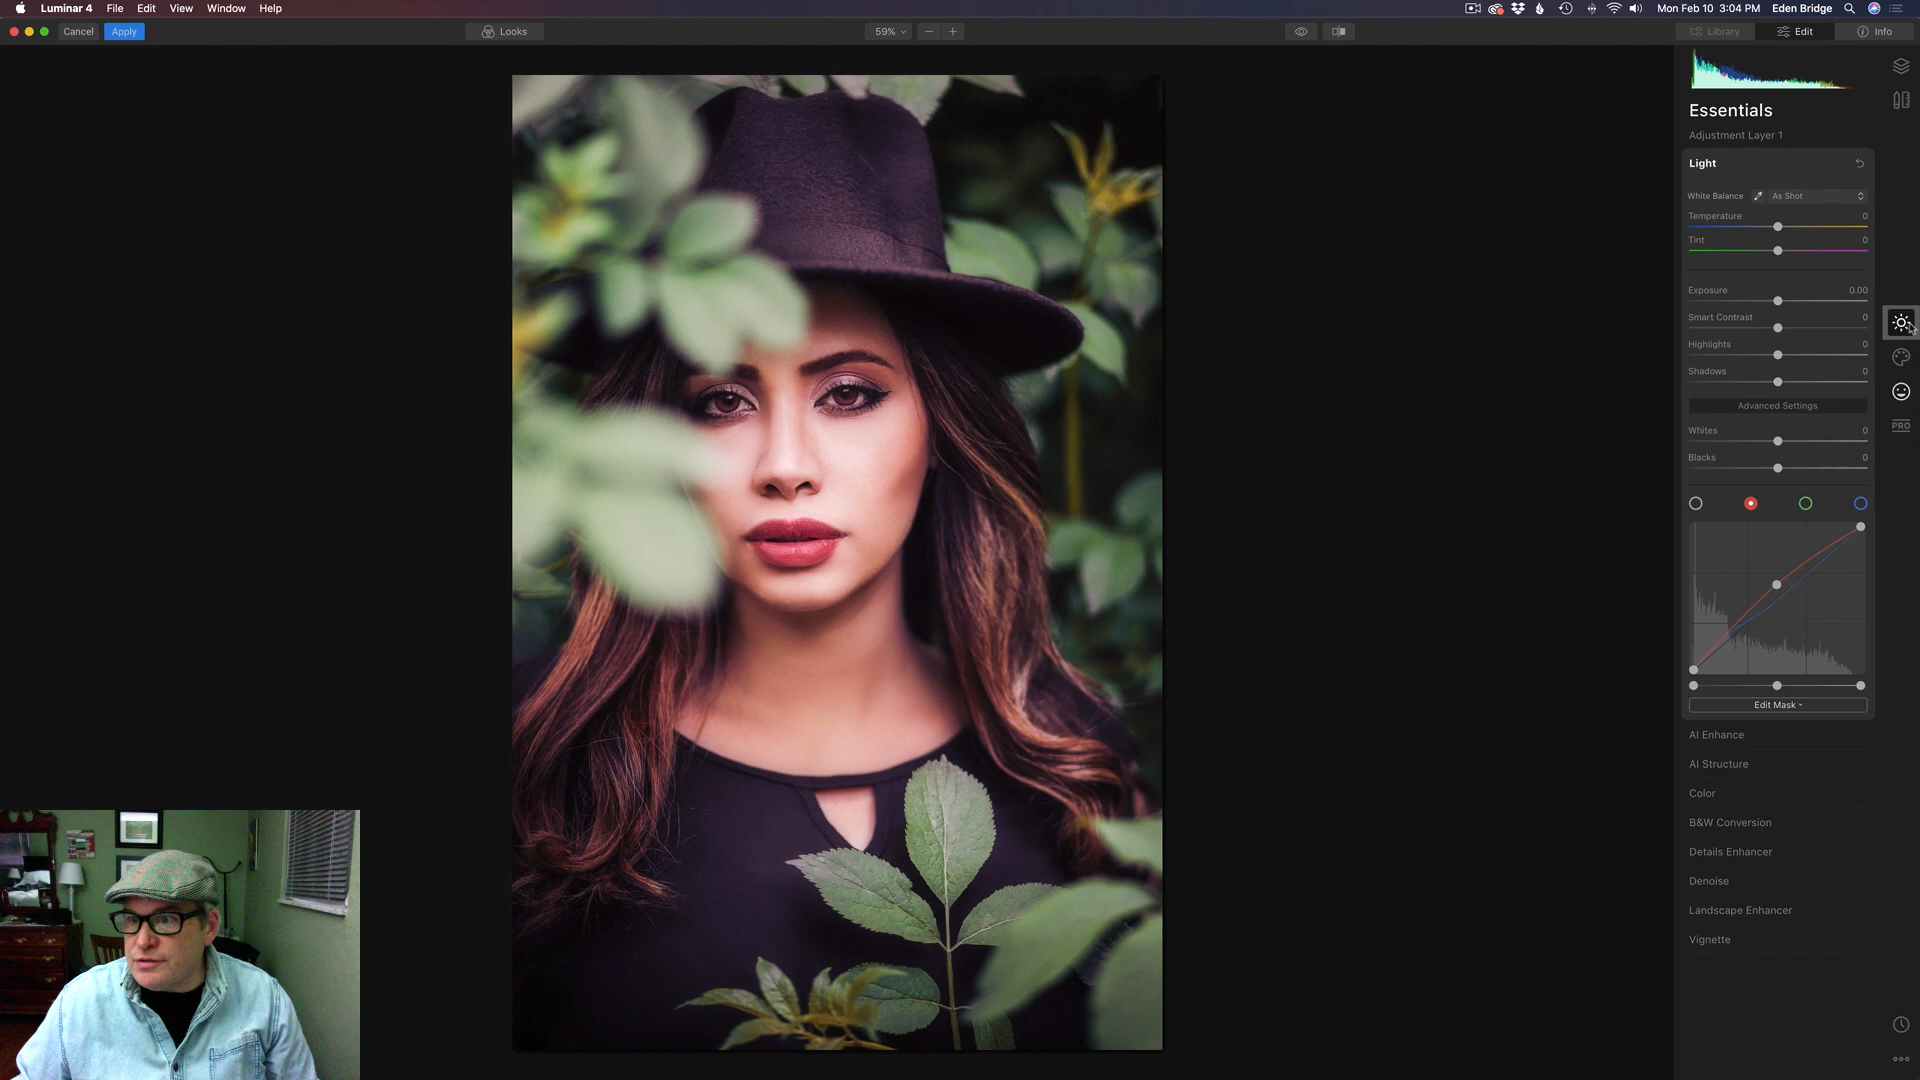 Luminar 4 File Edit View Window Help
Mon Feb 10 3:04 PM Eden Bridge
Cancel Apply Looks 59% Library Edit Info
Essentials
Adjustment Layer 1
Light
White Balance As Shot
Temperature 0
Tint 0
Exposure 0.00
Smart Contrast 0
Highlights 0
Shadows 0
PRO
Advanced Settings
Whites 0
Blacks 0
Edit Mask
AI Enhance
AI Structure
Color
B&W Conversion
Details Enhancer
Denoise
Landscape Enhancer
Vignette